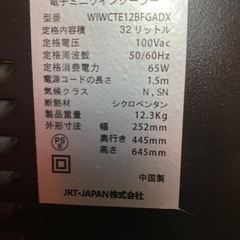 電子ミニワインクーラー
型番 WIWCTE12BFGADX
定格内容積 32リットル
定格電圧 100Vac
定格周波数 50/60Hz
定格消費電力 65W
電源コードの長さ 1.5m
気候クラス N,SN
断熱材 シクロペンタン
製品重量 12.3Kg
外形寸法 幅 252mm
奥行き 445mm
高さ 645mm
PSE
中国製
JRT-JAPAN株式会社